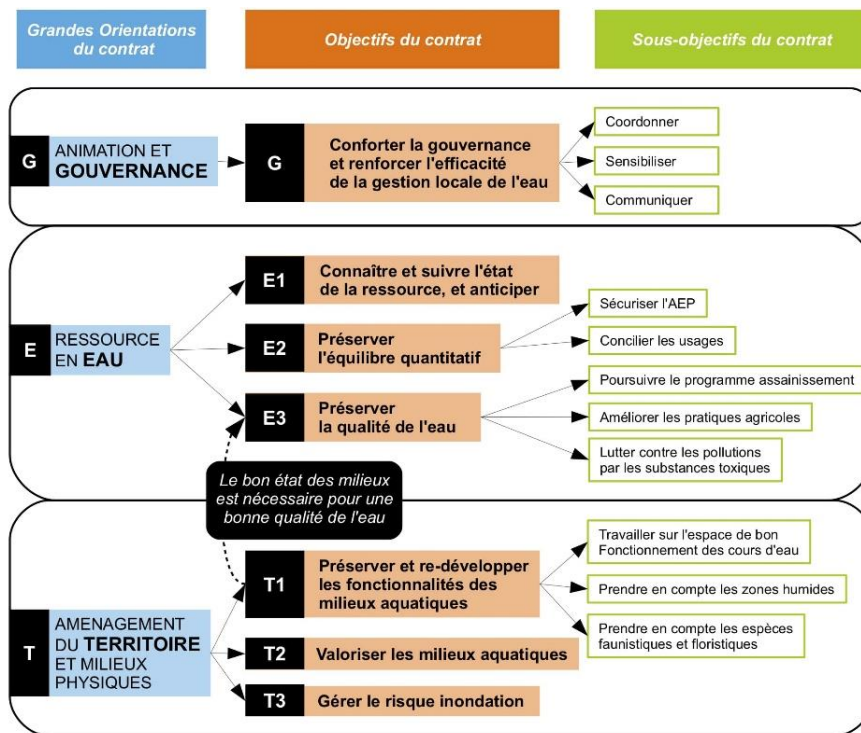 Grandes Orientations
du contrat
Objectifs du contrat
Sous-objectifs du contrat
G
ANIMATION ET
GOUVERNANCE
G
Conforter la gouvernance
et renforcer l'efficacité
de la gestion locale de l'eau
Coordonner
Sensibiliser
Communiquer
E
RESSOURCE
EN EAU
E1
Connaître et suivre l'état
de la ressource, et anticiper
E2
Préserver
l'équilibre quantitatif
Sécuriser l'AEP
Concilier les usages
E3
Préserver
la qualité de l'eau
Poursuivre le programme assainissement
Améliorer les pratiques agricoles
Lutter contre les pollutions
par les substances toxiques
Le bon état des milieux
est nécessaire pour une
bonne qualité de l'eau
T
AMENAGEMENT
DU TERRITOIRE
ET MILIEUX
PHYSIQUES
T1
Préserver et re-développer
les fonctionnalités des
milieux aquatiques
Travailler sur l'espace de bon
Fonctionnement des cours d'eau
Prendre en compte les zones humides
Prendre en compte les espèces
faunistiques et floristiques
T2
Valoriser les milieux aquatiques
T3
Gérer le risque inondation